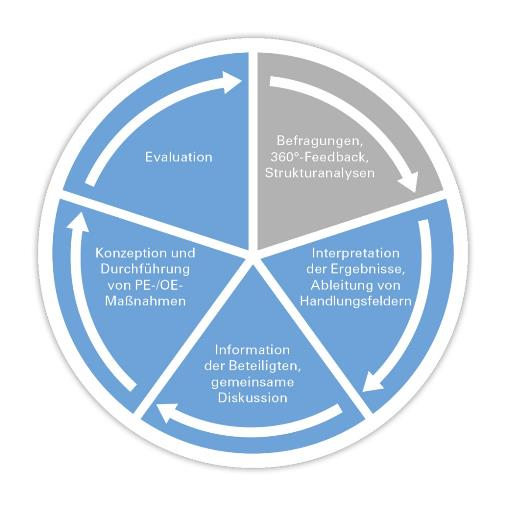 Befragungen,
360°-Feedback,
Strukturanalysen
Interpretation
der Ergebnisse,
Ableitung von
Handlungsfeldern
Information
der Beteiligten,
gemeinsame
Diskussion
Konzeption und
Durchführung
von PE-/OE-
Maßnahmen
Evaluation